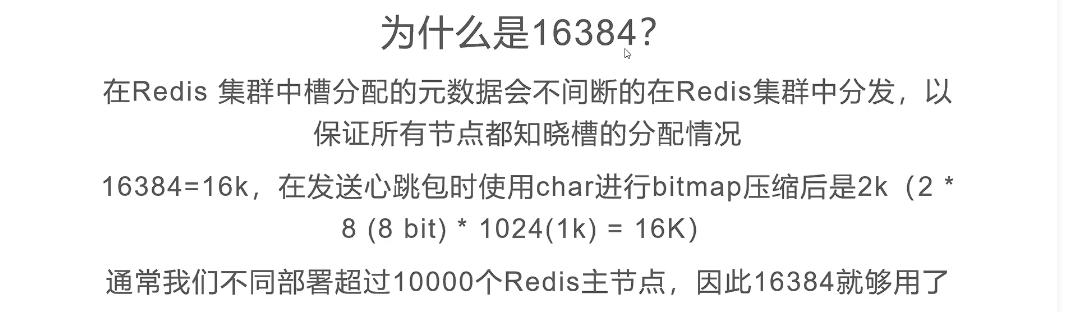 为什么是16384？
在Redis 集群中槽分配的元数据会不间断的在Redis集群中分发，以
保证所有节点都知晓槽的分配情况
16384=16k，在发送心跳包时使用char进行bitmap压缩后是2k（2 *
8 (8 bit) * 1024(1k) = 16K）
通常我们不同部署超过10000个Redis主节点，因此16384就够用了